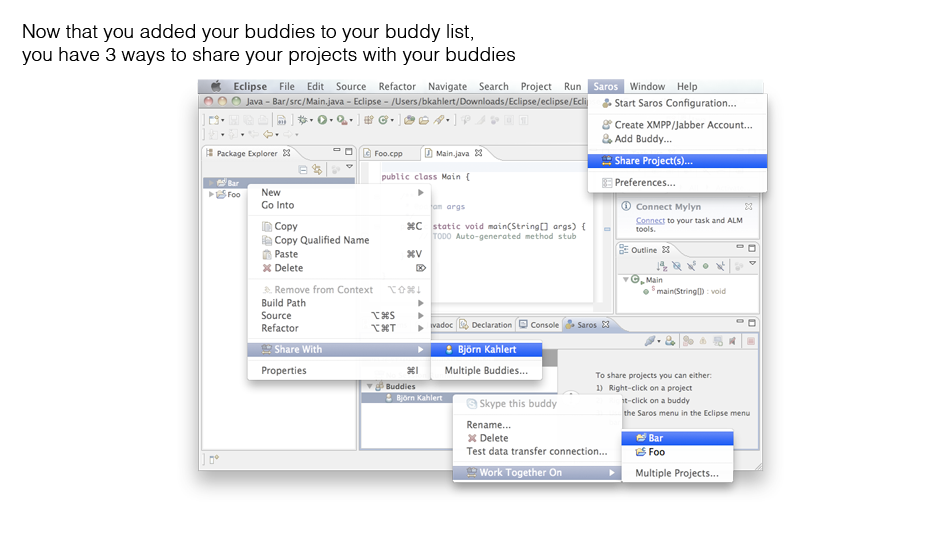 Now that you added your buddies to your buddy list,
you have 3 ways to share your projects with your buddies
Eclipse File Edit Source Refactor Navigate Search Project Run Saros Window Help
Java – Bar/src/Main.java – Eclipse – /Users/bkahlert/Downloads/Eclipse/eclipse/Ecli
Start Saros Configuration...
Create XMPP/Jabber Account...
Add Buddy...
Share Project(s)...
Preferences...
Package Explorer
Bar
Foo
Foo.cpp
Main.java
public class Main {
args
static void main(String[] args) {
TODO Auto-generated method stub
New
Go Into
Copy ⌘C
Copy Qualified Name
Paste ⌘V
Delete ⌦
Remove from Context ⌥⇧⌘↓
Build Path
Source ⌥⌘S
Refactor ⌥⌘T
Share With
Properties ⌘I
Björn Kahlert
Multiple Buddies...
Connect Mylyn
Connect to your task and ALM
tools.
Outline
Main
main(String[]) : void
vadoc
Declaration
Console
Saros
To share projects you can either:
1) Right-click on a project
ht-click on a buddy
the Saros menu in the Eclipse menu
Buddies
Björn Kahlert
Skype this buddy
Rename...
Delete
Test data transfer connection...
Work Together On
Bar
Foo
Multiple Projects...